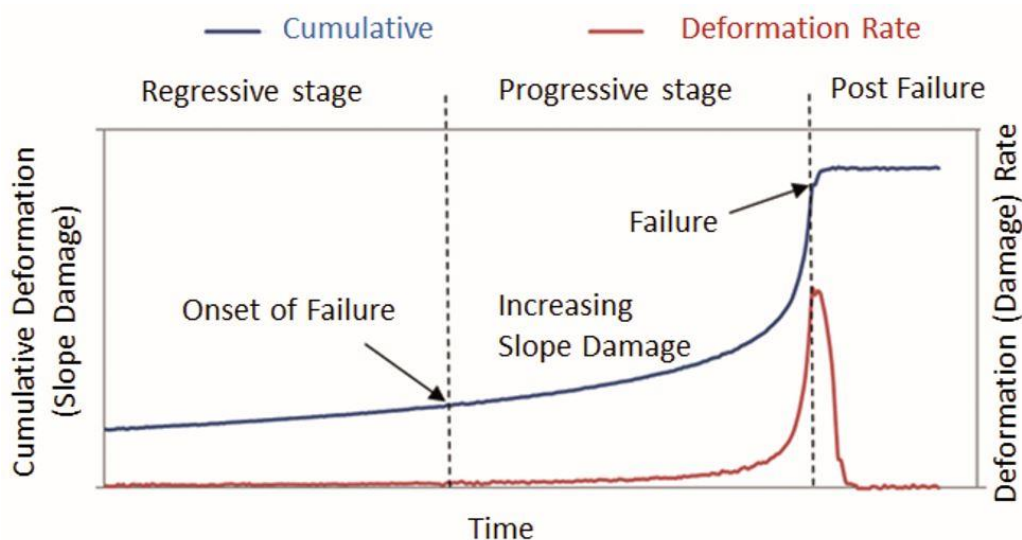 Cumulative
Deformation Rate
Regressive stage
Progressive stage
Post Failure
Cumulative Deformation
(Slope Damage)
Failure
Onset of Failure
Increasing
Slope Damage
Deformation (Damage) Rate
Time